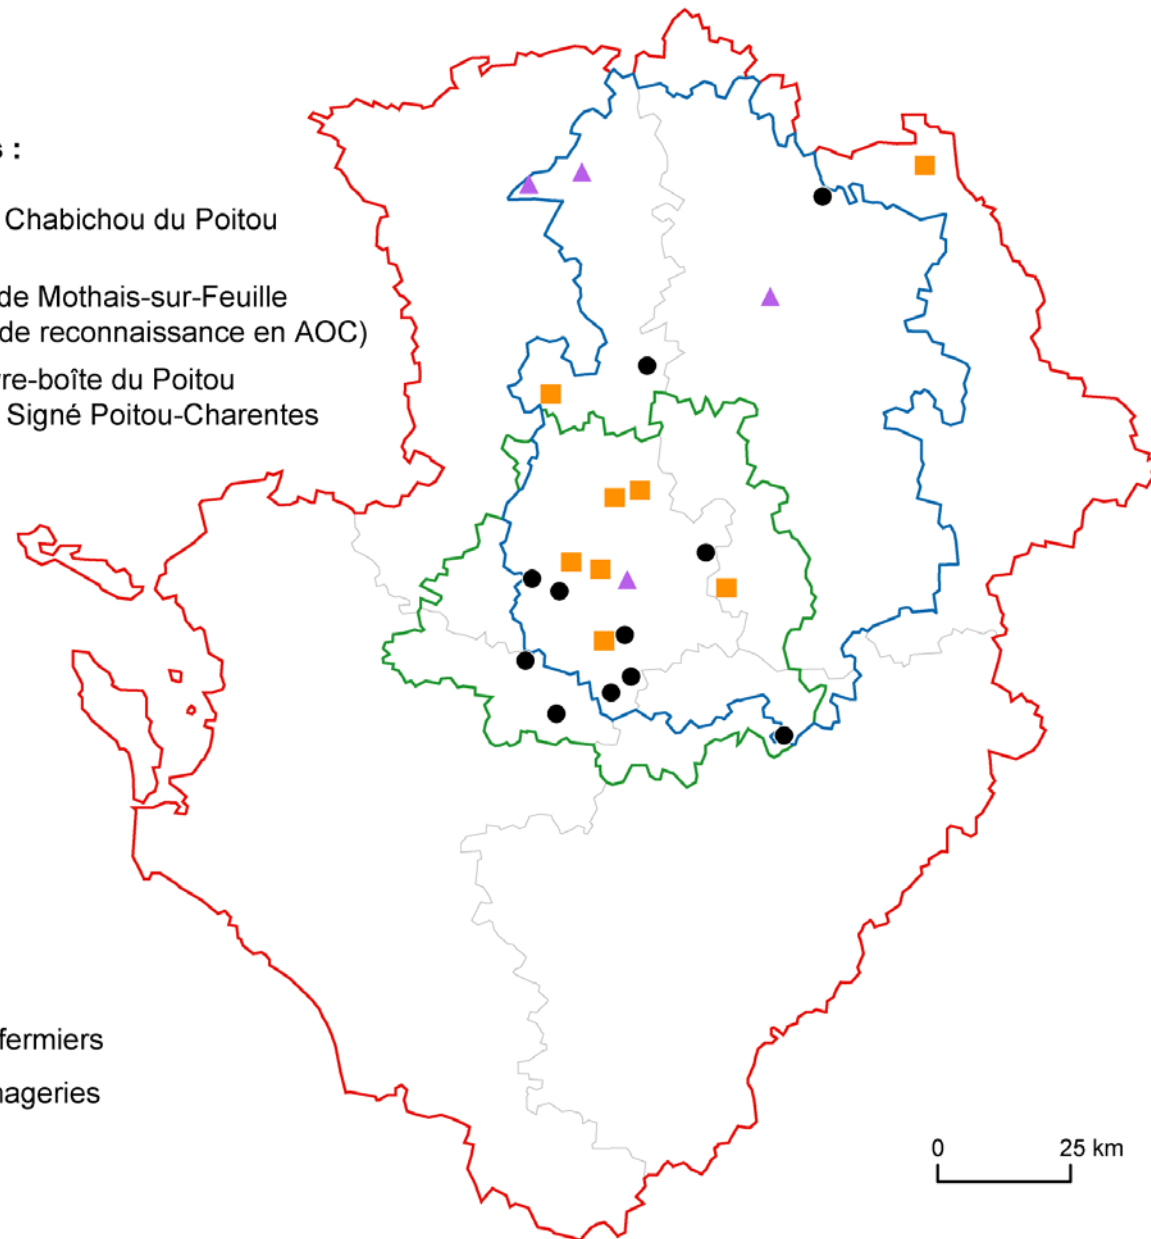 s :
Chabichou du Poitou
de Mothais-sur-Feuille
de reconnaissance en AOC)
re-boîte du Poitou
Signé Poitou-Charentes
fermiers
nageries
0 25 km